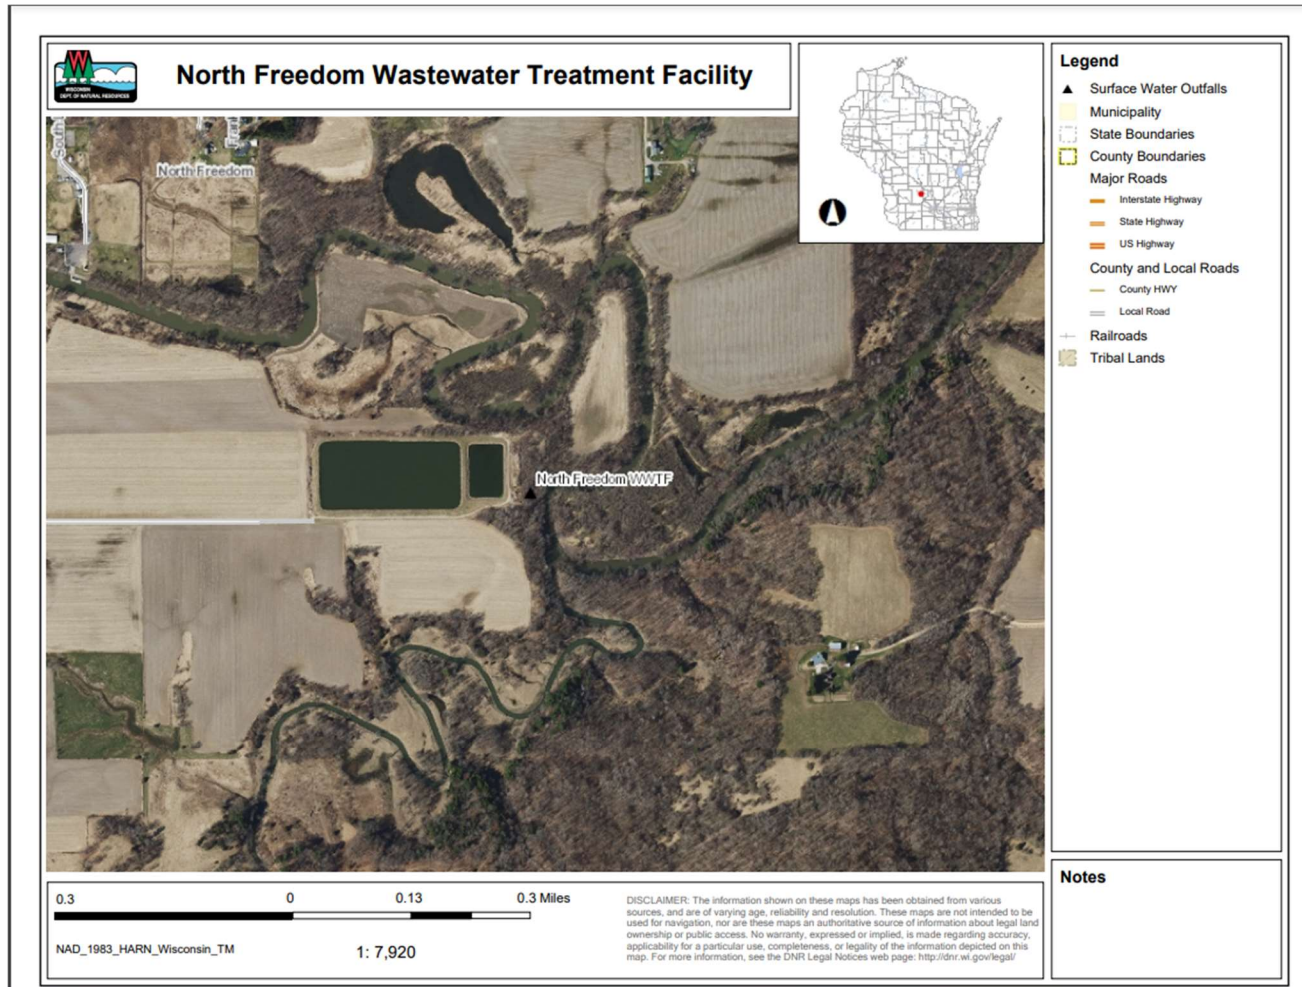 WISCONSIN
DEPT. OF NATURAL RESOURCES
North Freedom Wastewater Treatment Facility
South
Frank
North Freedom
North Freedom WWTF
Legend
Surface Water Outfalls
Municipality
State Boundaries
County Boundaries
Major Roads
Interstate Highway
State Highway
US Highway
County and Local Roads
County HWY
Local Road
Railroads
Tribal Lands
Notes
0.3 0 0.13 0.3 Miles
NAD_1983_HARN_Wisconsin_TM
1: 7,920
DISCLAIMER: The information shown on these maps has been obtained from various
sources, and are of varying age, reliability and resolution. These maps are not intended to be
used for navigation, nor are these maps an authoritative source of information about legal land
ownership or public access. No warranty, expressed or implied, is made regarding accuracy,
applicability for a particular use, completeness, or legality of the information depicted on this
map. For more information, see the DNR Legal Notices web page: http://dnr.wi.gov/legal/